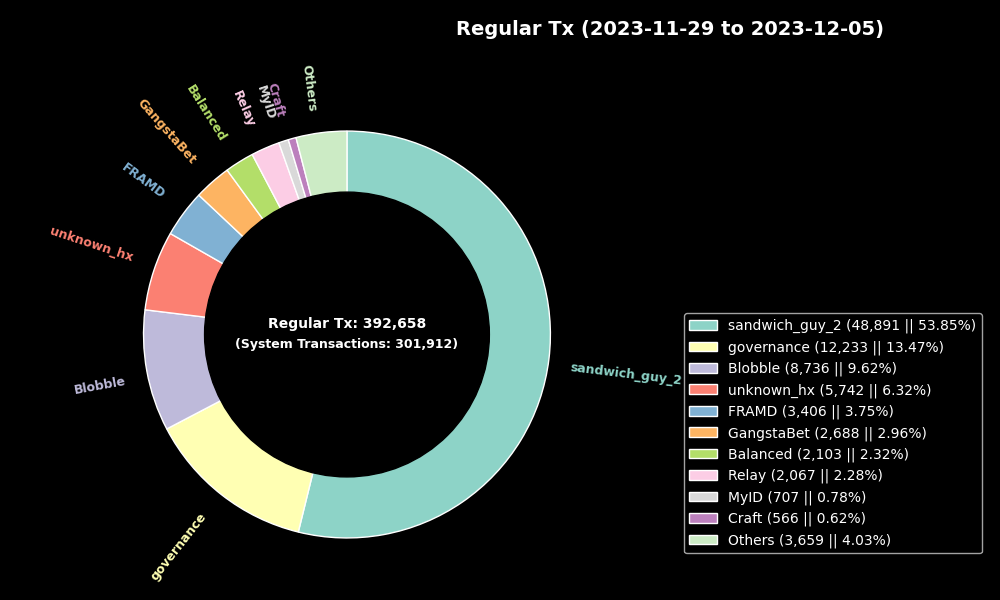 Regular Tx (2023-11-29 to 2023-12-05)
Others
Craft
MyID
Relay
Balanced
GangstaBet
FRAMD
unknown_hx
Blobble
governance
sandwich_guy_2
Regular Tx: 392,658
(System Transactions: 301,912)
sandwich_guy_2 (48,891 || 53.85%)
governance (12,233 || 13.47%)
Blobble (8,736 || 9.62%)
unknown_hx (5,742 || 6.32%)
FRAMD (3,406 || 3.75%)
GangstaBet (2,688 || 2.96%)
Balanced (2,103 || 2.32%)
Relay (2,067 || 2.28%)
MyID (707 || 0.78%)
Craft (566 || 0.62%)
Others (3,659 || 4.03%)